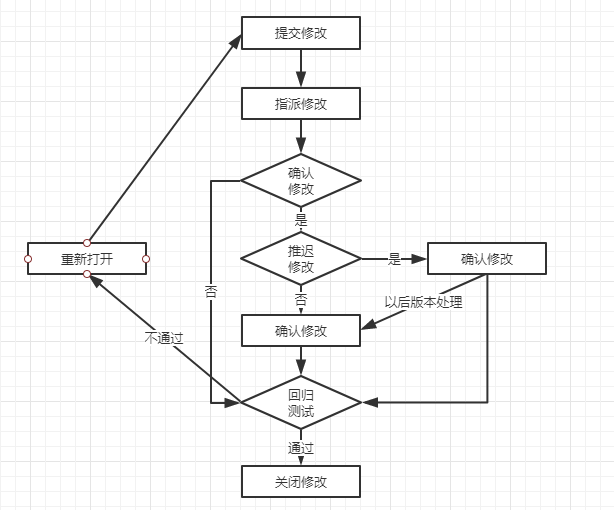 提交修改
指派修改
确认
修改
是
推迟
修改
是
确认修改
重新打开
否
否
以后版本处理
确认修改
不通过
回归
测试
通过
关闭修改